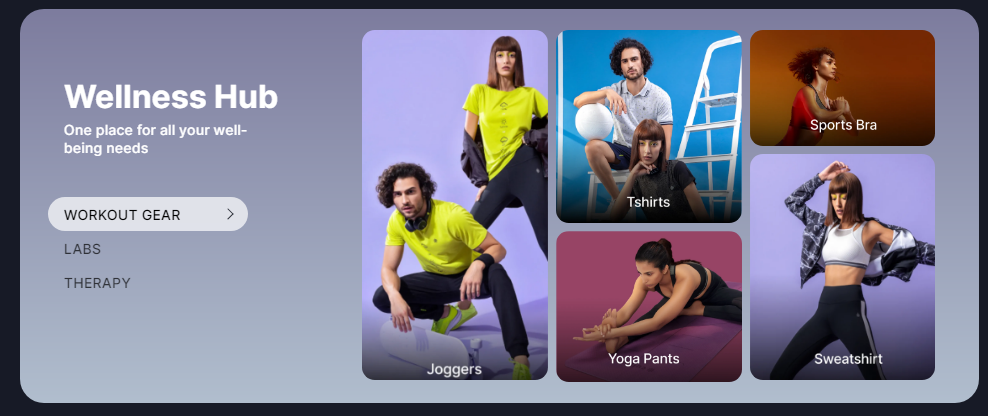 Wellness Hub
One place for all your well-
being needs
WORKOUT GEAR
LABS
THERAPY
Joggers
Tshirts
Yoga Pants
Sports Bra
Sweatshirt